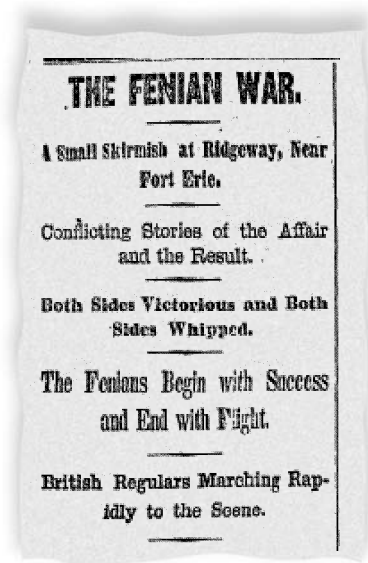 THE FENIAN WAR.
A Small Skirmish at Ridgeway, Near
Fort Erie.
Conflicting Stories of the Affair
and the Result.
Both Sides Victorious and Both
Sides Whipped.
The Fenians Begin with Success
and End with Flight.
British Regulars Marching Rap-
idly to the Scene.